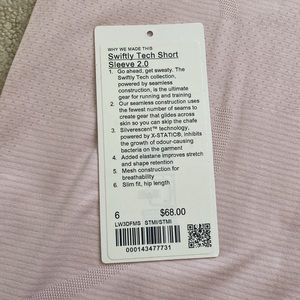 WHY WE MADE THIS
Swiftly Tech Short
Sleeve 2.0
1. Go ahead, get sweaty. The
Swiftly Tech collection,
powered by seamless
construction, is the ultimate
gear for running and training
2. Our seamless construction uses
the fewest number of seams to
create gear that glides across
skin so you can skip the chafe
3. Silverescent™ technology,
powered by X-STATIC®, inhibits
the growth of odour-causing
bacteria on the garment
4. Added elastane improves stretch
and shape retention
5. Mesh construction for
breathability
6. Slim fit, hip length
6 $68.00
LW3DFMS STMI/STMI
000143477731